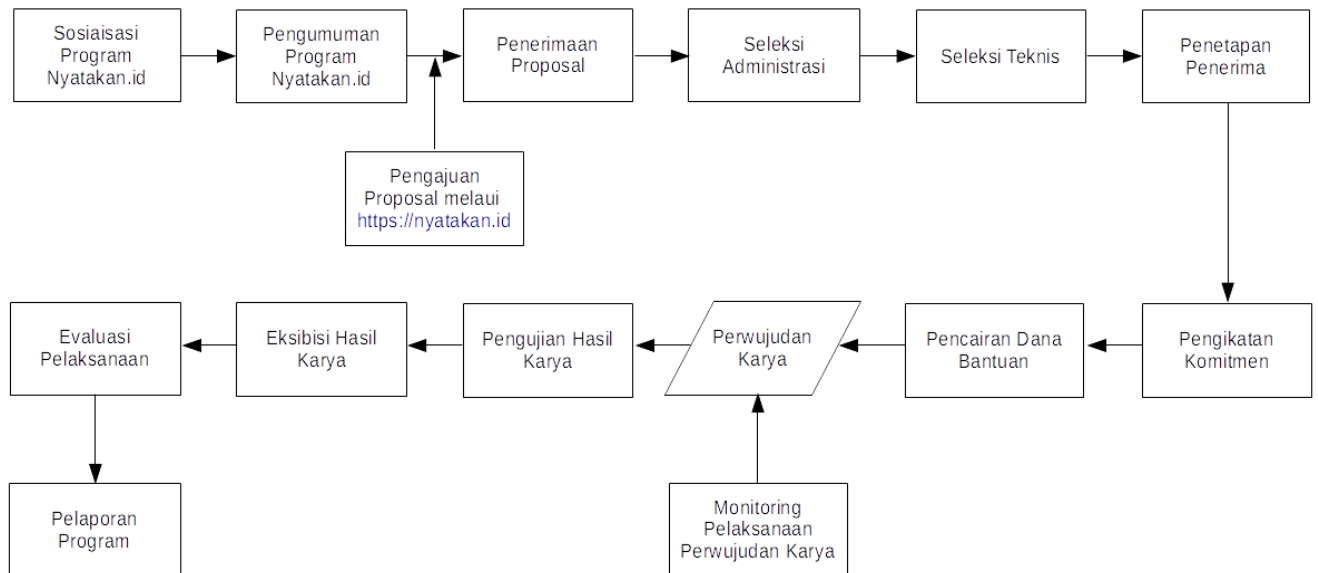 Sosiaisasi
Program
Nyatakan.id
Pengumuman
Program
Nyatakan.id
Penerimaan
Proposal
Seleksi
Administrasi
Seleksi Teknis
Penetapan
Penerima
Pengajuan
Proposal melaui
https://nyatakan.id
Evaluasi
Pelaksanaan
Eksibisi Hasil
Karya
Pengujian Hasil
Karya
Perwujudan
Karya
Pencairan Dana
Bantuan
Pengikatan
Komitmen
Pelaporan
Program
Monitoring
Pelaksanaan
Perwujudan Karya